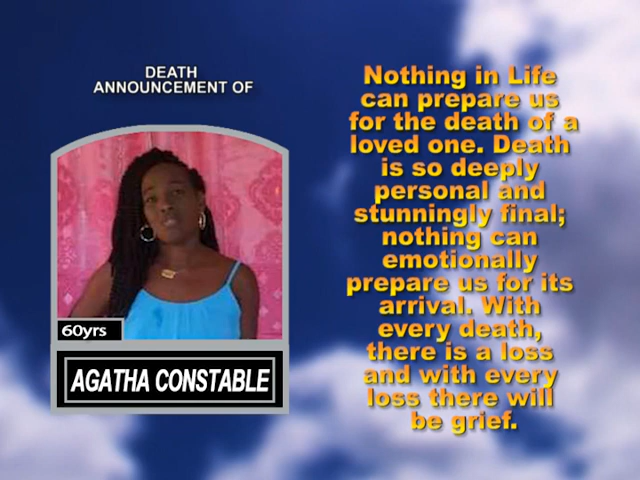 DEATH
ANNOUNCEMENT OF
60yrs
AGATHA CONSTABLE
Nothing in Life
can prepare us
for the death of a
loved one. Death
is so deeply
personal and
stunningly final;
nothing can
emotionally
prepare us for its
arrival. With
every death,
there is a loss
and with every
loss there will
be grief.